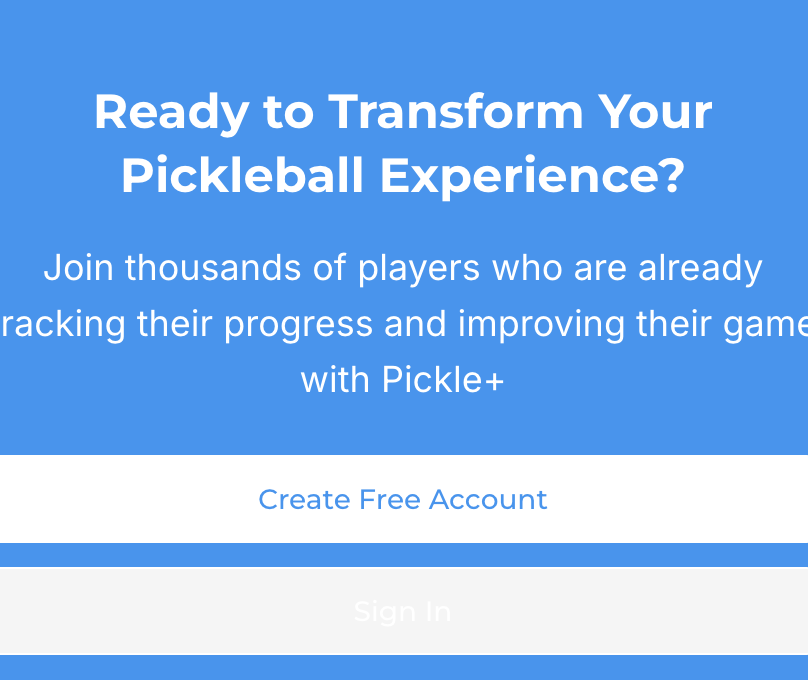 Ready to Transform Your
Pickleball Experience?
Join thousands of players who are already
racking their progress and improving their game
with Pickle+
Create Free Account
Sign In